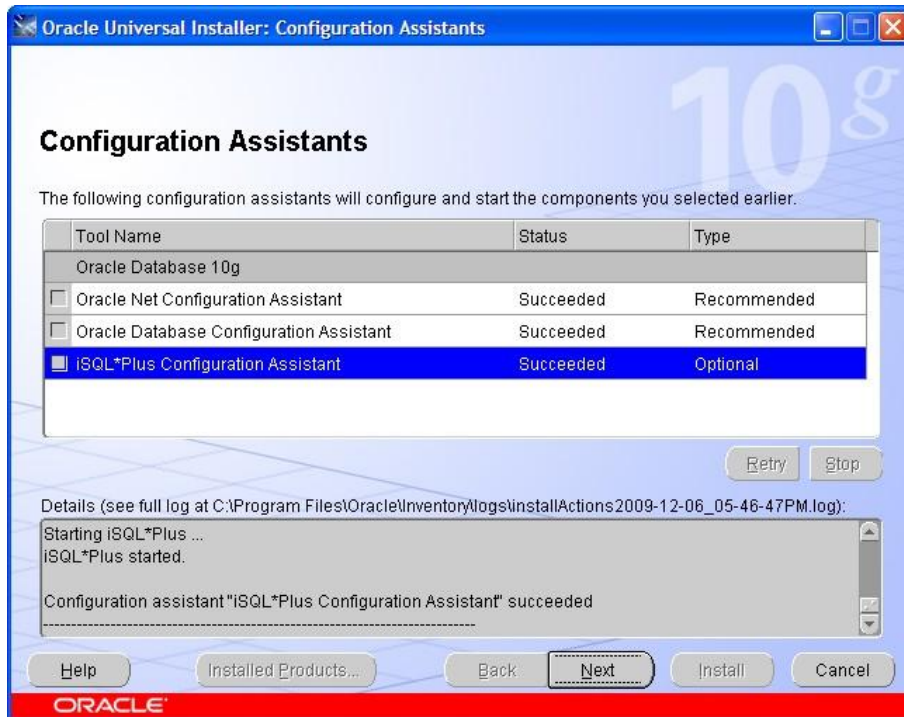 Oracle Universal Installer: Configuration Assistants
10g
Configuration Assistants
The following configuration assistants will configure and start the components you selected earlier.
Tool Name Status Type
Oracle Database 10g
Oracle Net Configuration Assistant Succeeded Recommended
Oracle Database Configuration Assistant Succeeded Recommended
iSQL*Plus Configuration Assistant Succeeded Optional
Retry Stop
Details (see full log at C:\Program Files\Oracle\Inventory\logs\installActions2009-12-06_05-46-47PM.log):
Starting iSQL*Plus ...
iSQL*Plus started.
Configuration assistant "iSQL*Plus Configuration Assistant" succeeded
-----------------------------------------------------------------------------
Help Installed Products... Back Next Install Cancel
ORACLE